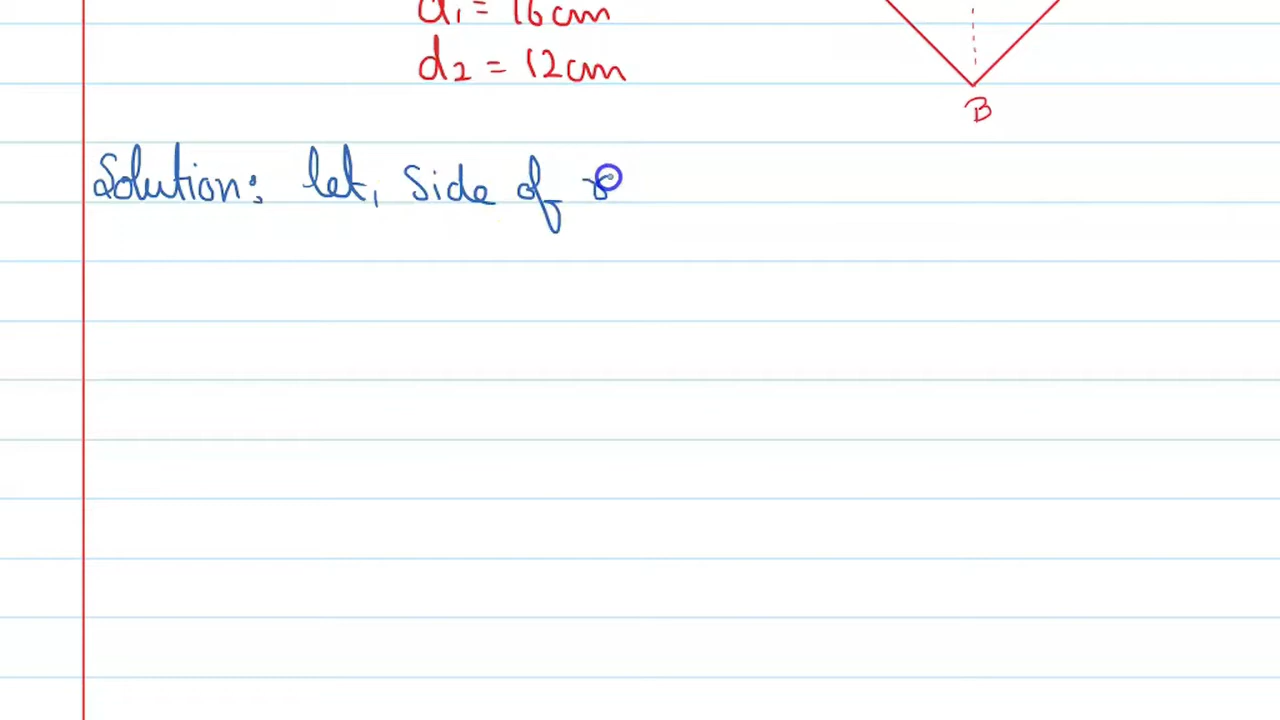 d₁ = 16cm
d₂ = 12cm
B
Solution: let, Side of